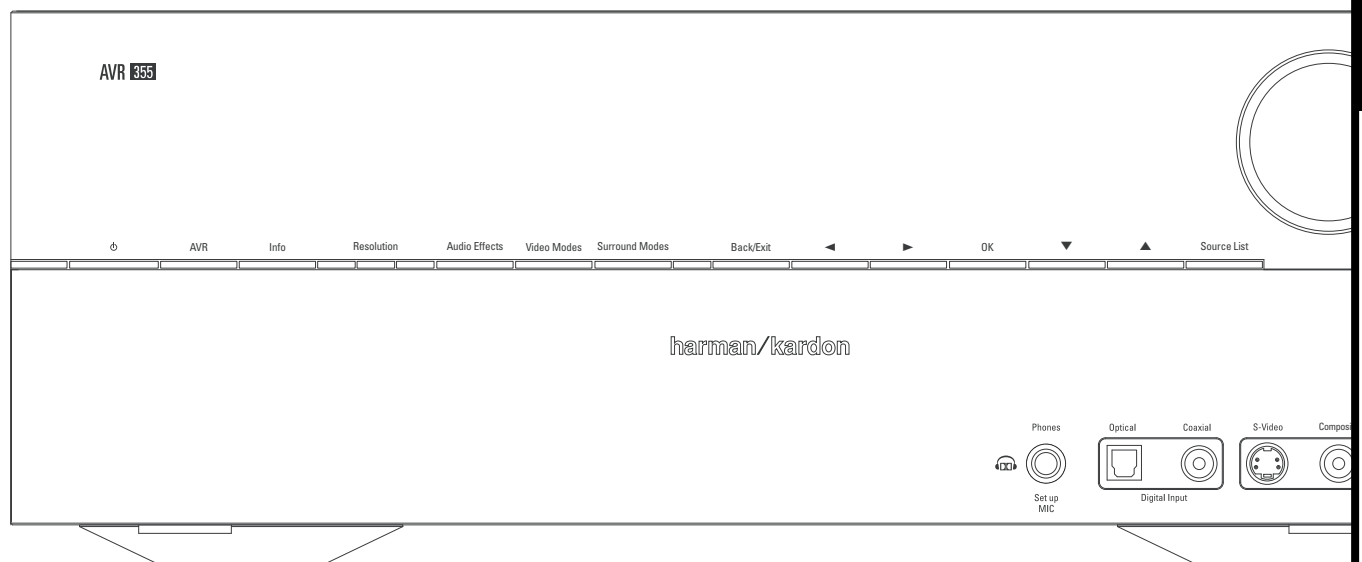 AVR 355
AVR Info Resolution Audio Effects Video Modes Surround Modes Back/Exit OK Source List
harman/kardon
Phones Optical Coaxial S-Video
Set up
MIC
Digital Input